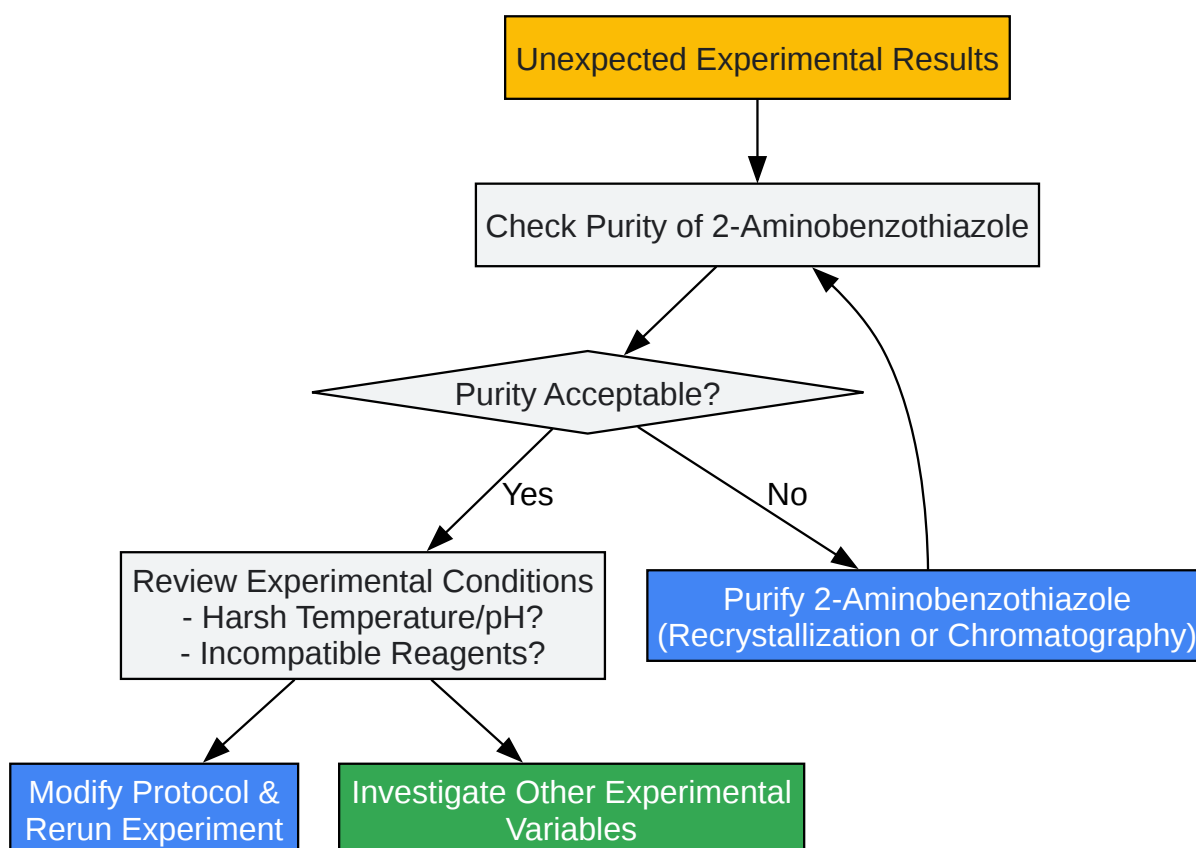 Unexpected Experimental Results
Check Purity of 2-Aminobenzothiazole
Purity Acceptable?
Yes
No
Review Experimental Conditions
- Harsh Temperature/pH?
- Incompatible Reagents?
Purify 2-Aminobenzothiazole
(Recrystallization or Chromatography)
Modify Protocol &
Rerun Experiment
Investigate Other Experimental
Variables